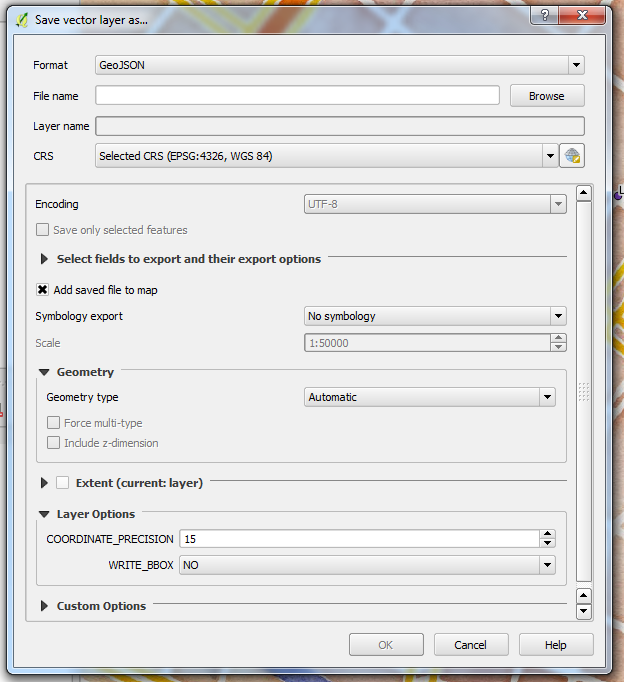 Save vector layer as...
Format GeoJSON
File name Browse
Layer name
CRS Selected CRS (EPSG:4326, WGS 84)
Encoding UTF-8
Save only selected features
Select fields to export and their export options
Add saved file to map
Symbology export No symbology
Scale 1:50000
Geometry
Geometry type Automatic
Force multi-type
Include z-dimension
Extent (current: layer)
Layer Options
COORDINATE_PRECISION 15
WRITE_BBOX NO
Custom Options
OK Cancel Help